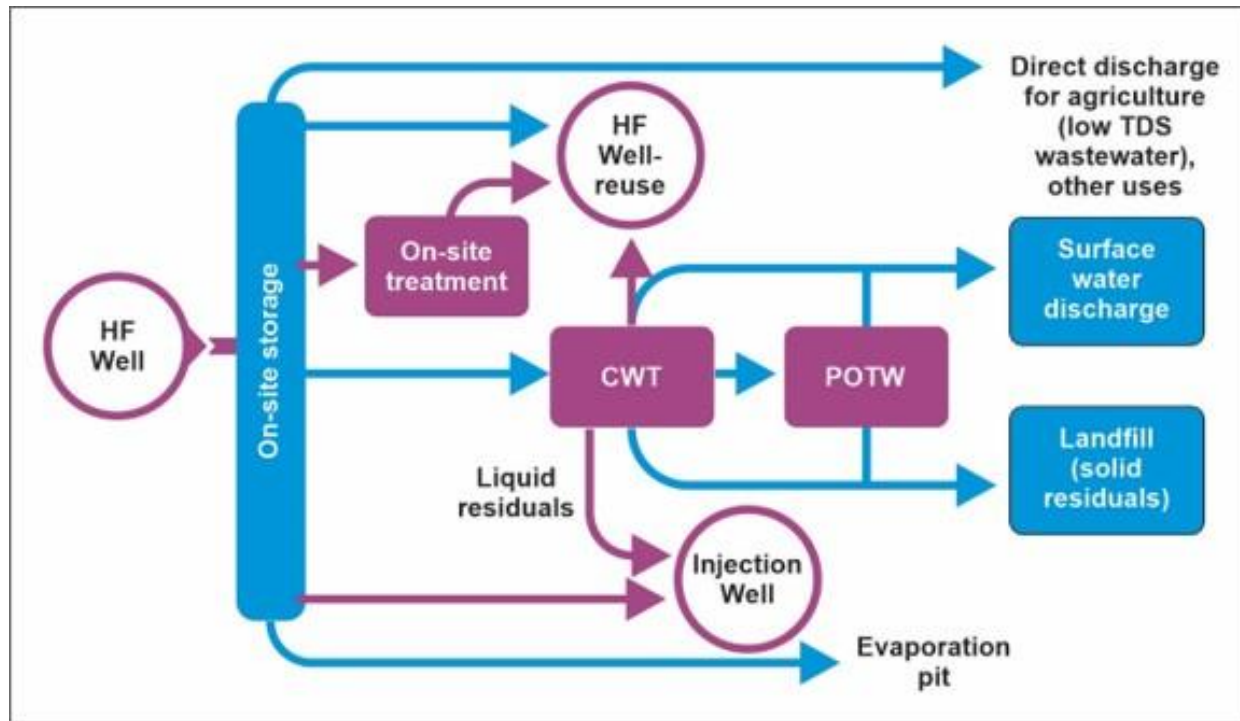 Direct discharge
for agriculture
(low TDS
wastewater),
other uses
HF
Well-
reuse
On-site
treatment
Surface
water
discharge
HF
Well
On-site storage
CWT
POTW
Landfill
(solid
residuals)
Liquid
residuals
Injection
Well
Evaporation
pit